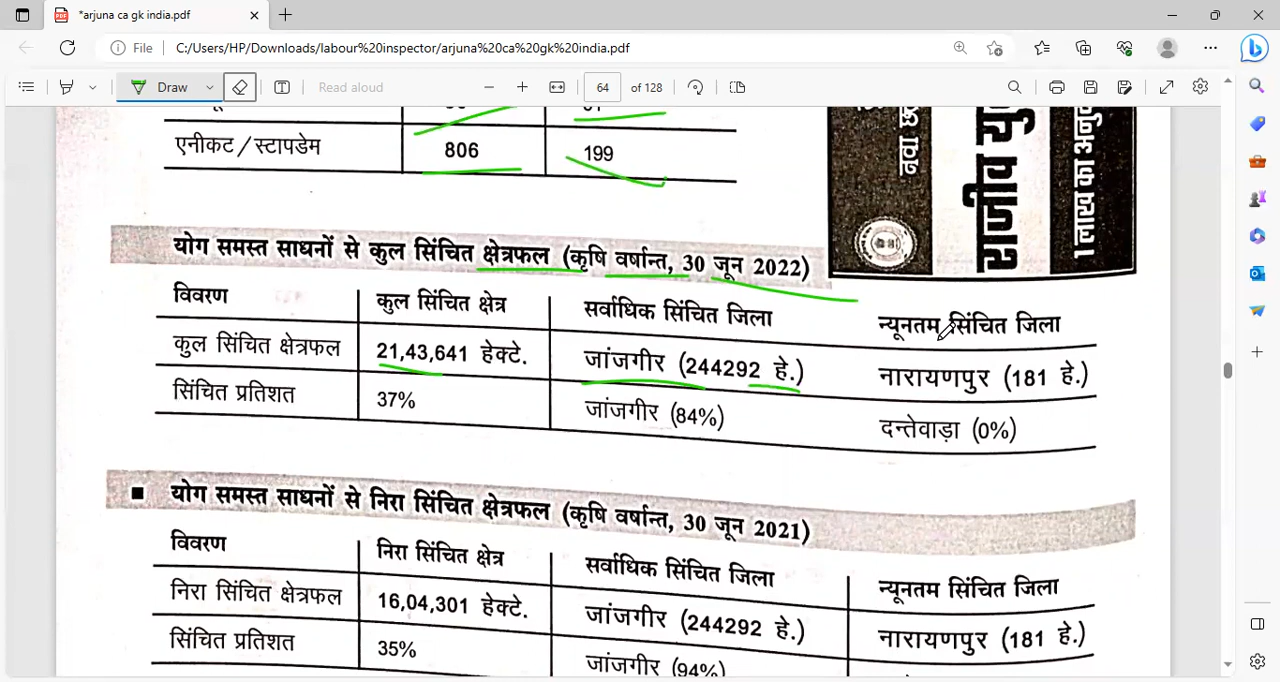 *arjuna ca gk india.pdf
File
C:/Users/HP/Downloads/labour%20inspector/arjuna%20ca%20gk%20india.pdf
Draw
Read aloud
64
of 128
एनीकट/स्टापडेम 806 199
योग समस्त साधनों से कुल सिंचित क्षेत्रफल (कृषि वर्षान्त, 30 जून 2022)
विवरण कुल सिंचित क्षेत्र सर्वाधिक सिंचित जिला न्यूनतम सिंचित जिला
कुल सिंचित क्षेत्रफल 21,43,641 हेक्टे. जांजगीर (244292 हे.) नारायणपुर (181 हे.)
सिंचित प्रतिशत 37% जांजगीर (84%) दन्तेवाड़ा (0%)
■ योग समस्त साधनों से निरा सिंचित क्षेत्रफल (कृषि वर्षान्त, 30 जून 2021)
विवरण निरा सिंचित क्षेत्र सर्वाधिक सिंचित जिला न्यूनतम सिंचित जिला
निरा सिंचित क्षेत्रफल 16,04,301 हेक्टे. जांजगीर (244292 हे.) नारायणपुर (181 हे.)
सिंचित प्रतिशत 35% जांजगीर (94%)
राजीव यु
1 लाख का अनु